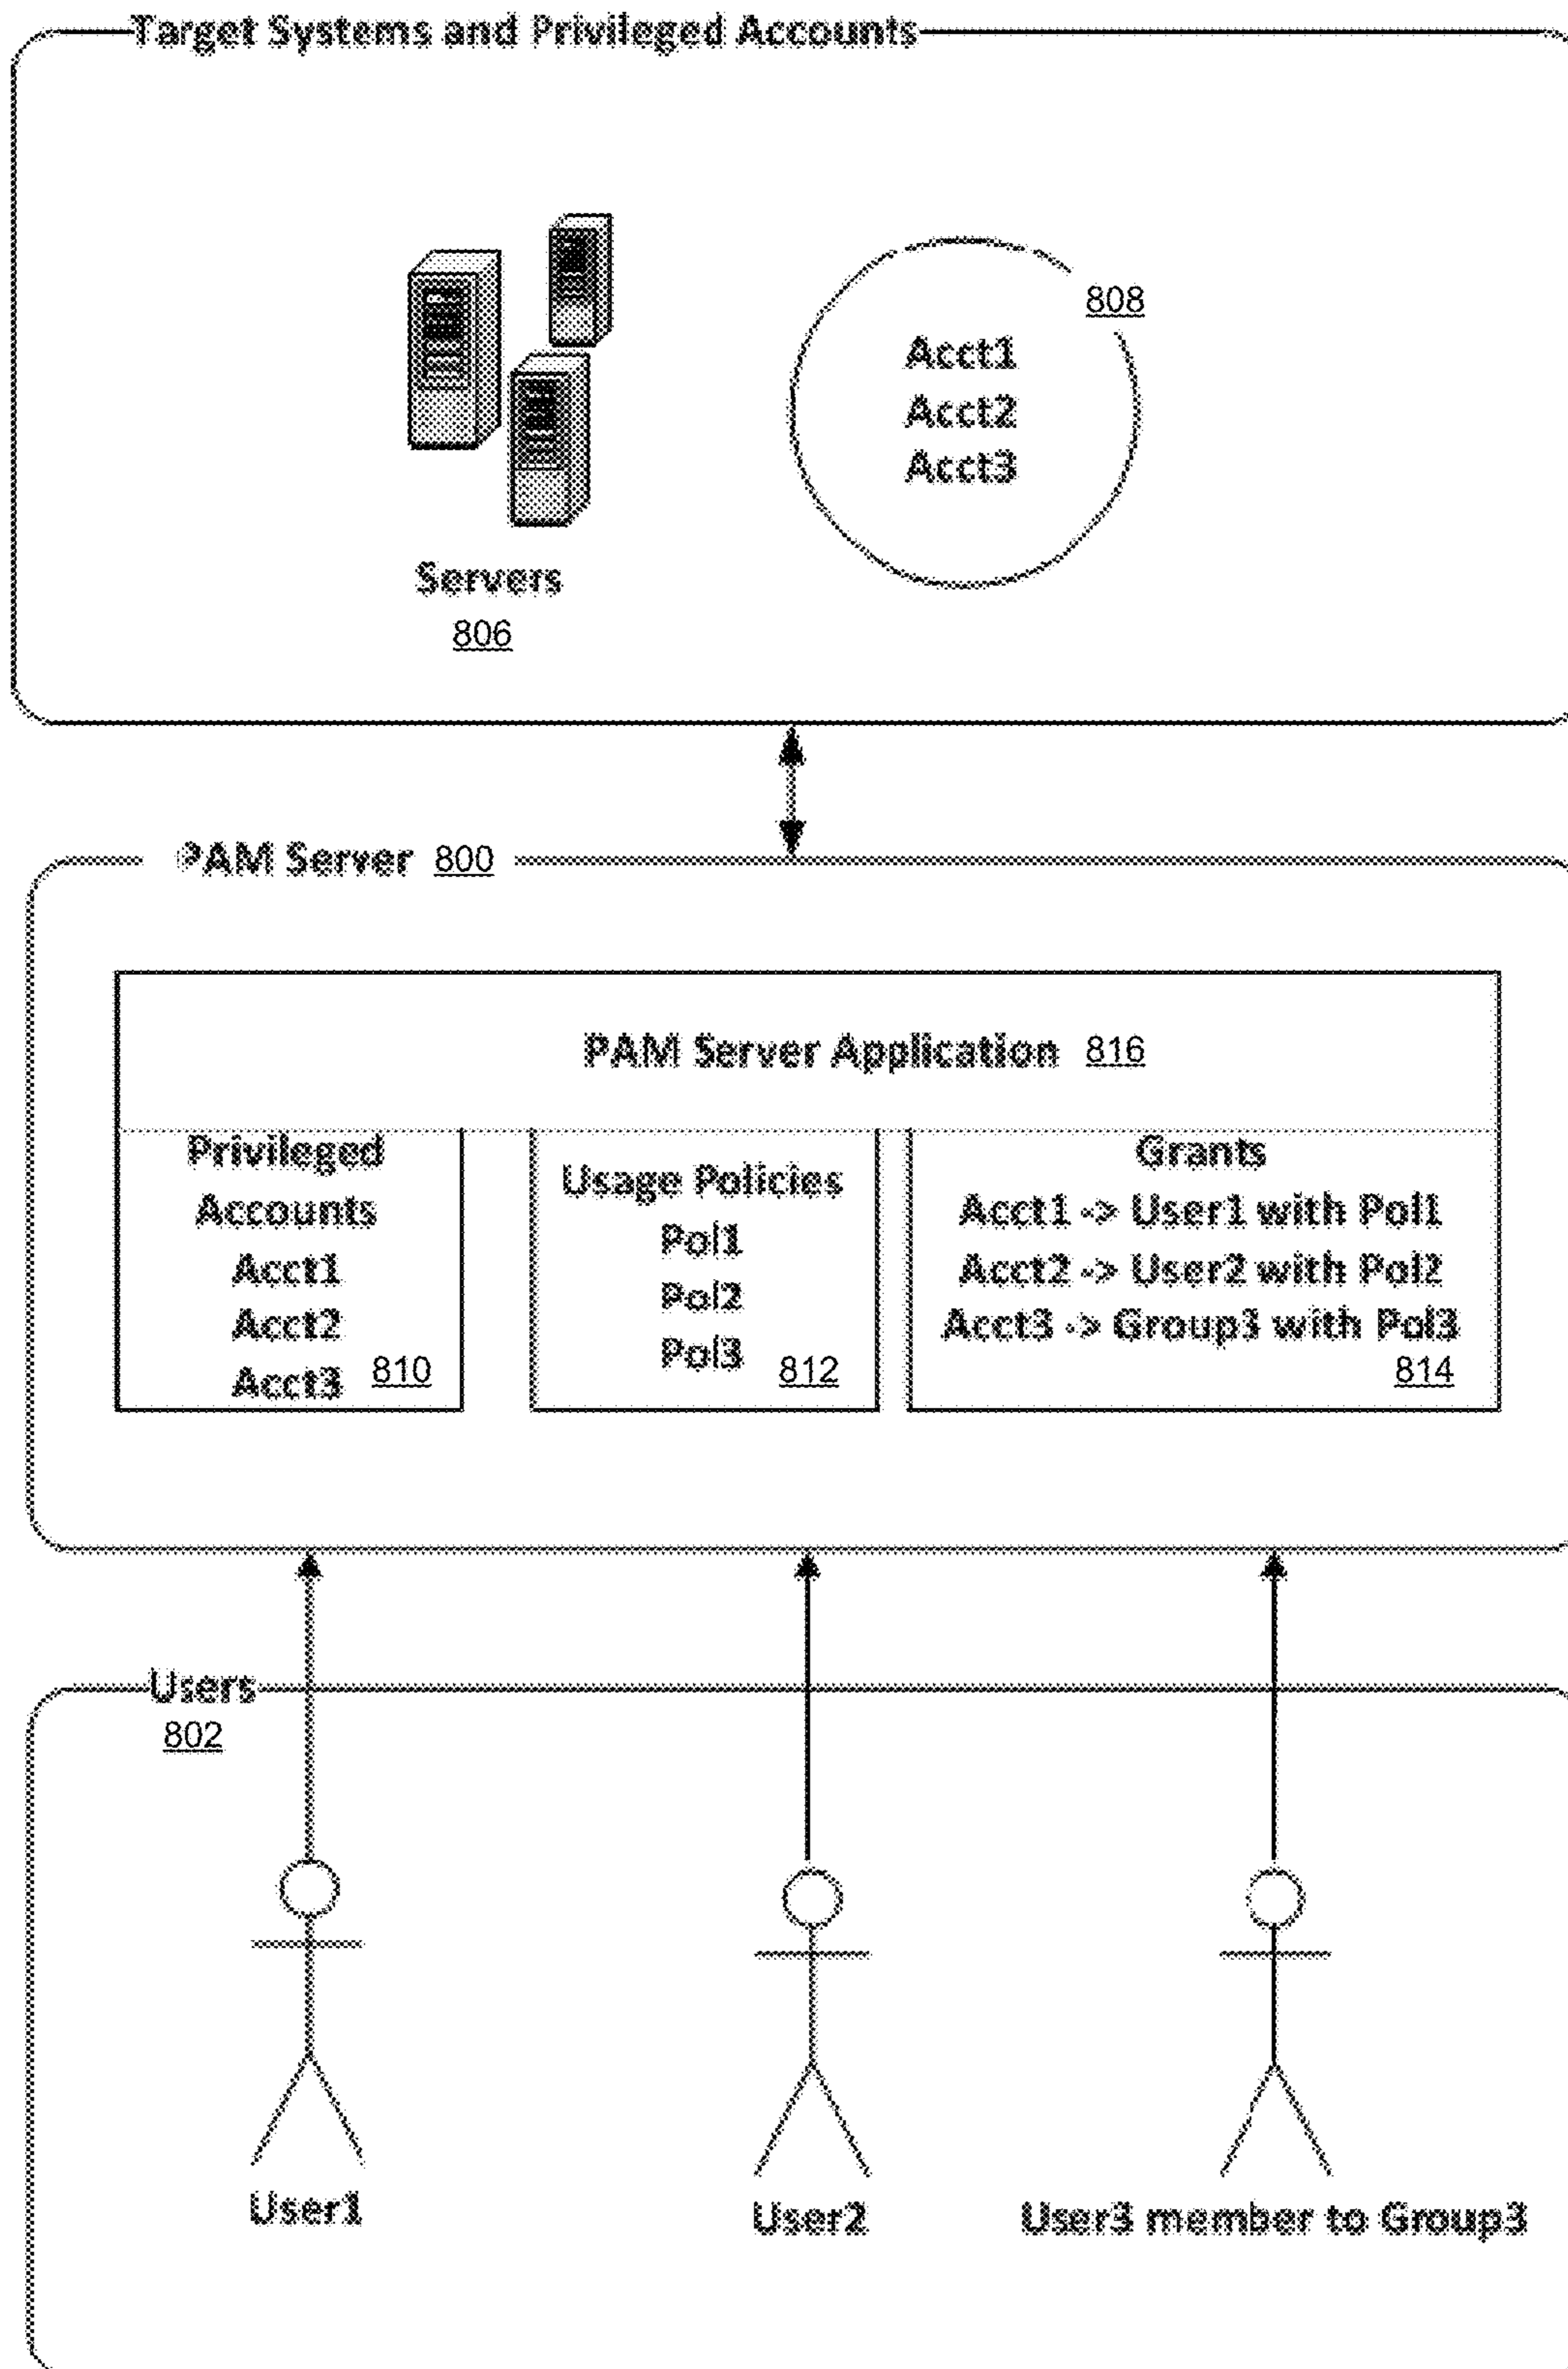 Target Systems and Privileged Accounts
808
Acct1
Acct2
Acct3
Servers
806
PAM Server 800
PAM Server Application 816
Privileged
Accounts
Acct1
Acct2
Acct3 810
Usage Policies
Pol1
Pol2
Pol3 812
Grants
Acct1 -> User1 with Pol1
Acct2 -> User2 with Pol2
Acct3 -> Group3 with Pol3
814
Users
802
User1
User2
User3 member to Group3